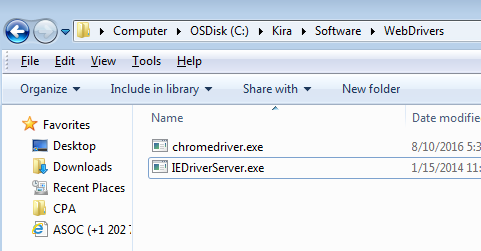 Computer OSDisk (C:) Kira Software WebDrivers
File Edit View Tools Help
Organize Include in library Share with New folder
Name Date modifie
Favorites
Desktop
Downloads
Recent Places
CPA
ASOC (+1 202 7
chromedriver.exe 8/10/2016 5:3
IEDriverServer.exe 1/15/2014 11: